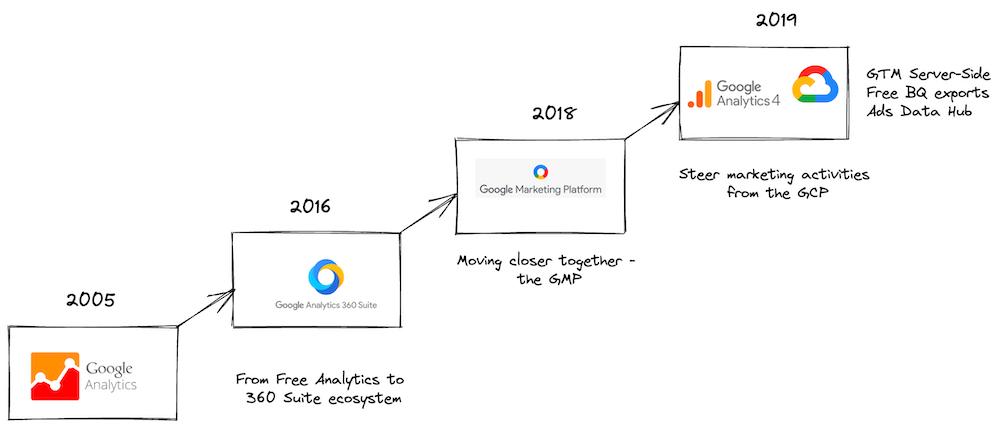 2019
Google
Analytics 4
GTM Server-Side
Free BQ exports
Ads Data Hub
2018
Google Marketing Platform
Steer marketing activities
from the GCP
2016
Google Analytics 360 Suite
Moving closer together -
the GMP
2005
Google
Analytics
From Free Analytics to
360 Suite ecosystem